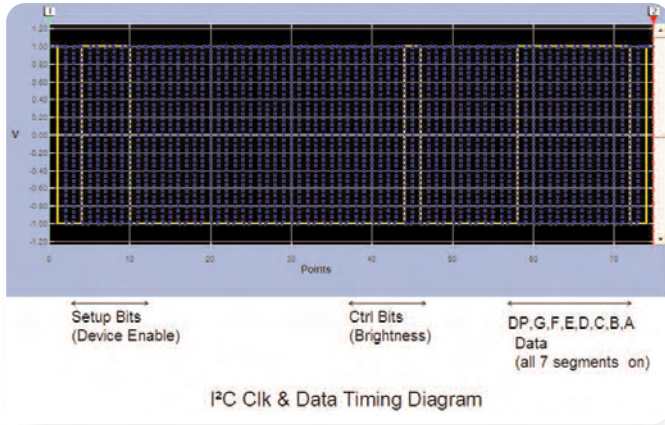 1 2
1.20
1.00
0.80
0.60
0.40
0.20
V 0.00
-0.20
-0.40
-0.60
-0.80
-1.00
-1.20
0 10 20 30 40 50 60 70
Points
Setup Bits
(Device Enable)
Ctrl Bits
(Brightness)
DP,G,F,E,D,C,B,A
Data
(all 7 segments on)
I²C Clk & Data Timing Diagram